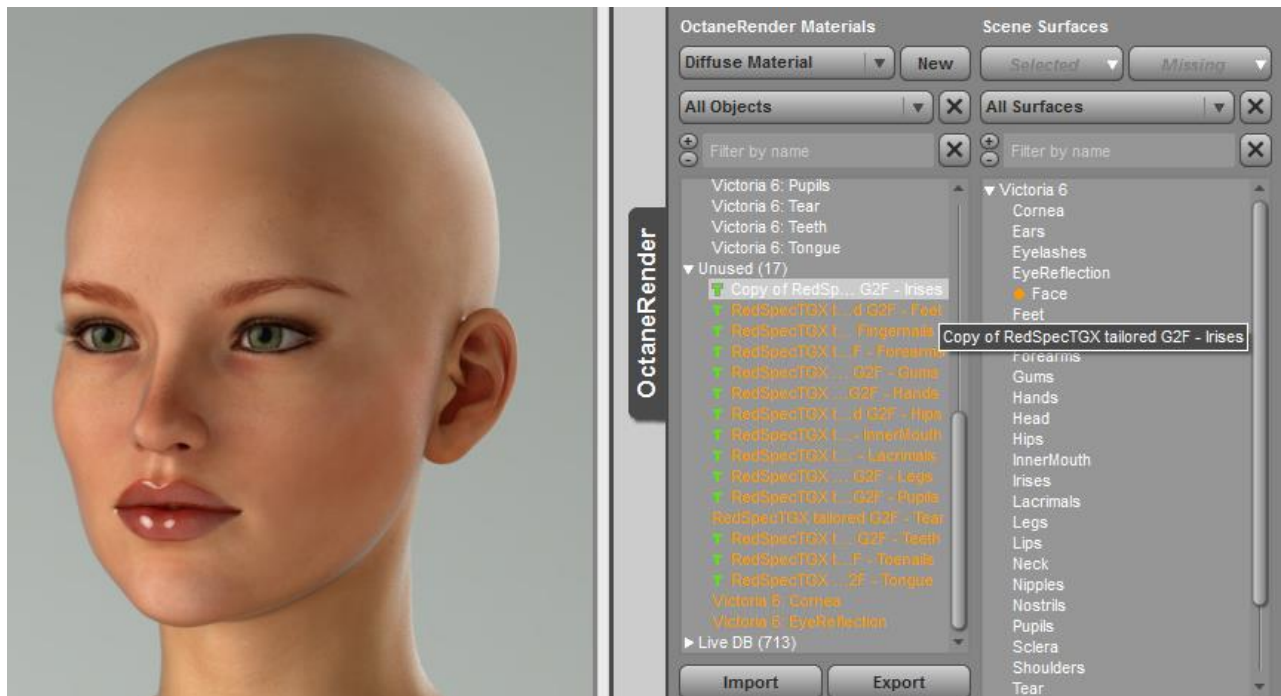 OctaneRender
OctaneRender Materials
Diffuse Material
New
All Objects
Filter by name
Victoria 6: Pupils
Victoria 6: Tear
Victoria 6: Teeth
Victoria 6: Tongue
Unused (17)
Copy of RedSp... G2F - Irises
RedSpecTGX t...d G2F - Feet
RedSpecTGX t... Fingernails
RedSpecTGX t...F - Forearms
RedSpecTGX ... G2F - Gums
RedSpecTGX ...G2F - Hands
RedSpecTGX t...d G2F - Hips
RedSpecTGX t...- InnerMouth
RedSpecTGX t... - Lacrimals
RedSpecTGX ... G2F - Legs
RedSpecTGX t...G2F - Pupils
RedSpecTGX tailored G2F - Tear
RedSpecTGX t... G2F - Teeth
RedSpecTGX t...F - Toenails
RedSpecTGX ...2F - Tongue
Victoria 6: Cornea
Victoria 6: EyeReflection
Live DB (713)
Import
Export
Scene Surfaces
Selected
Missing
All Surfaces
Filter by name
Victoria 6
Cornea
Ears
Eyelashes
EyeReflection
Face
Feet
Copy of RedSpecTGX tailored G2F - Irises
Forearms
Gums
Hands
Head
Hips
InnerMouth
Irises
Lacrimals
Legs
Lips
Neck
Nipples
Nostrils
Pupils
Sclera
Shoulders
Tear